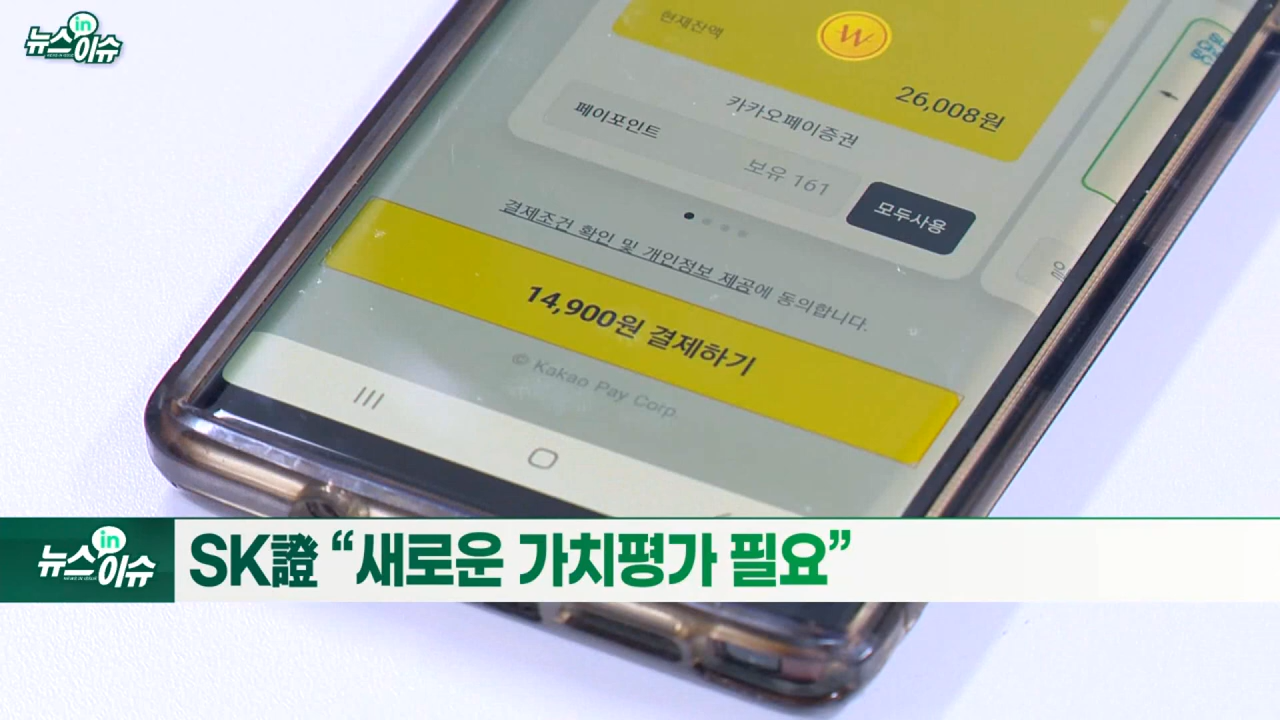 뉴스in이슈
현재잔액
W
26,008원
카카오페이증권
페이포인트
보유 161
모두사용
결제조건 확인 및 개인정보 제공에 동의합니다.
14,900원 결제하기
© Kakao Pay Corp
뉴스in이슈
NEWS IN ISSUE
SK證 “새로운 가치평가 필요”